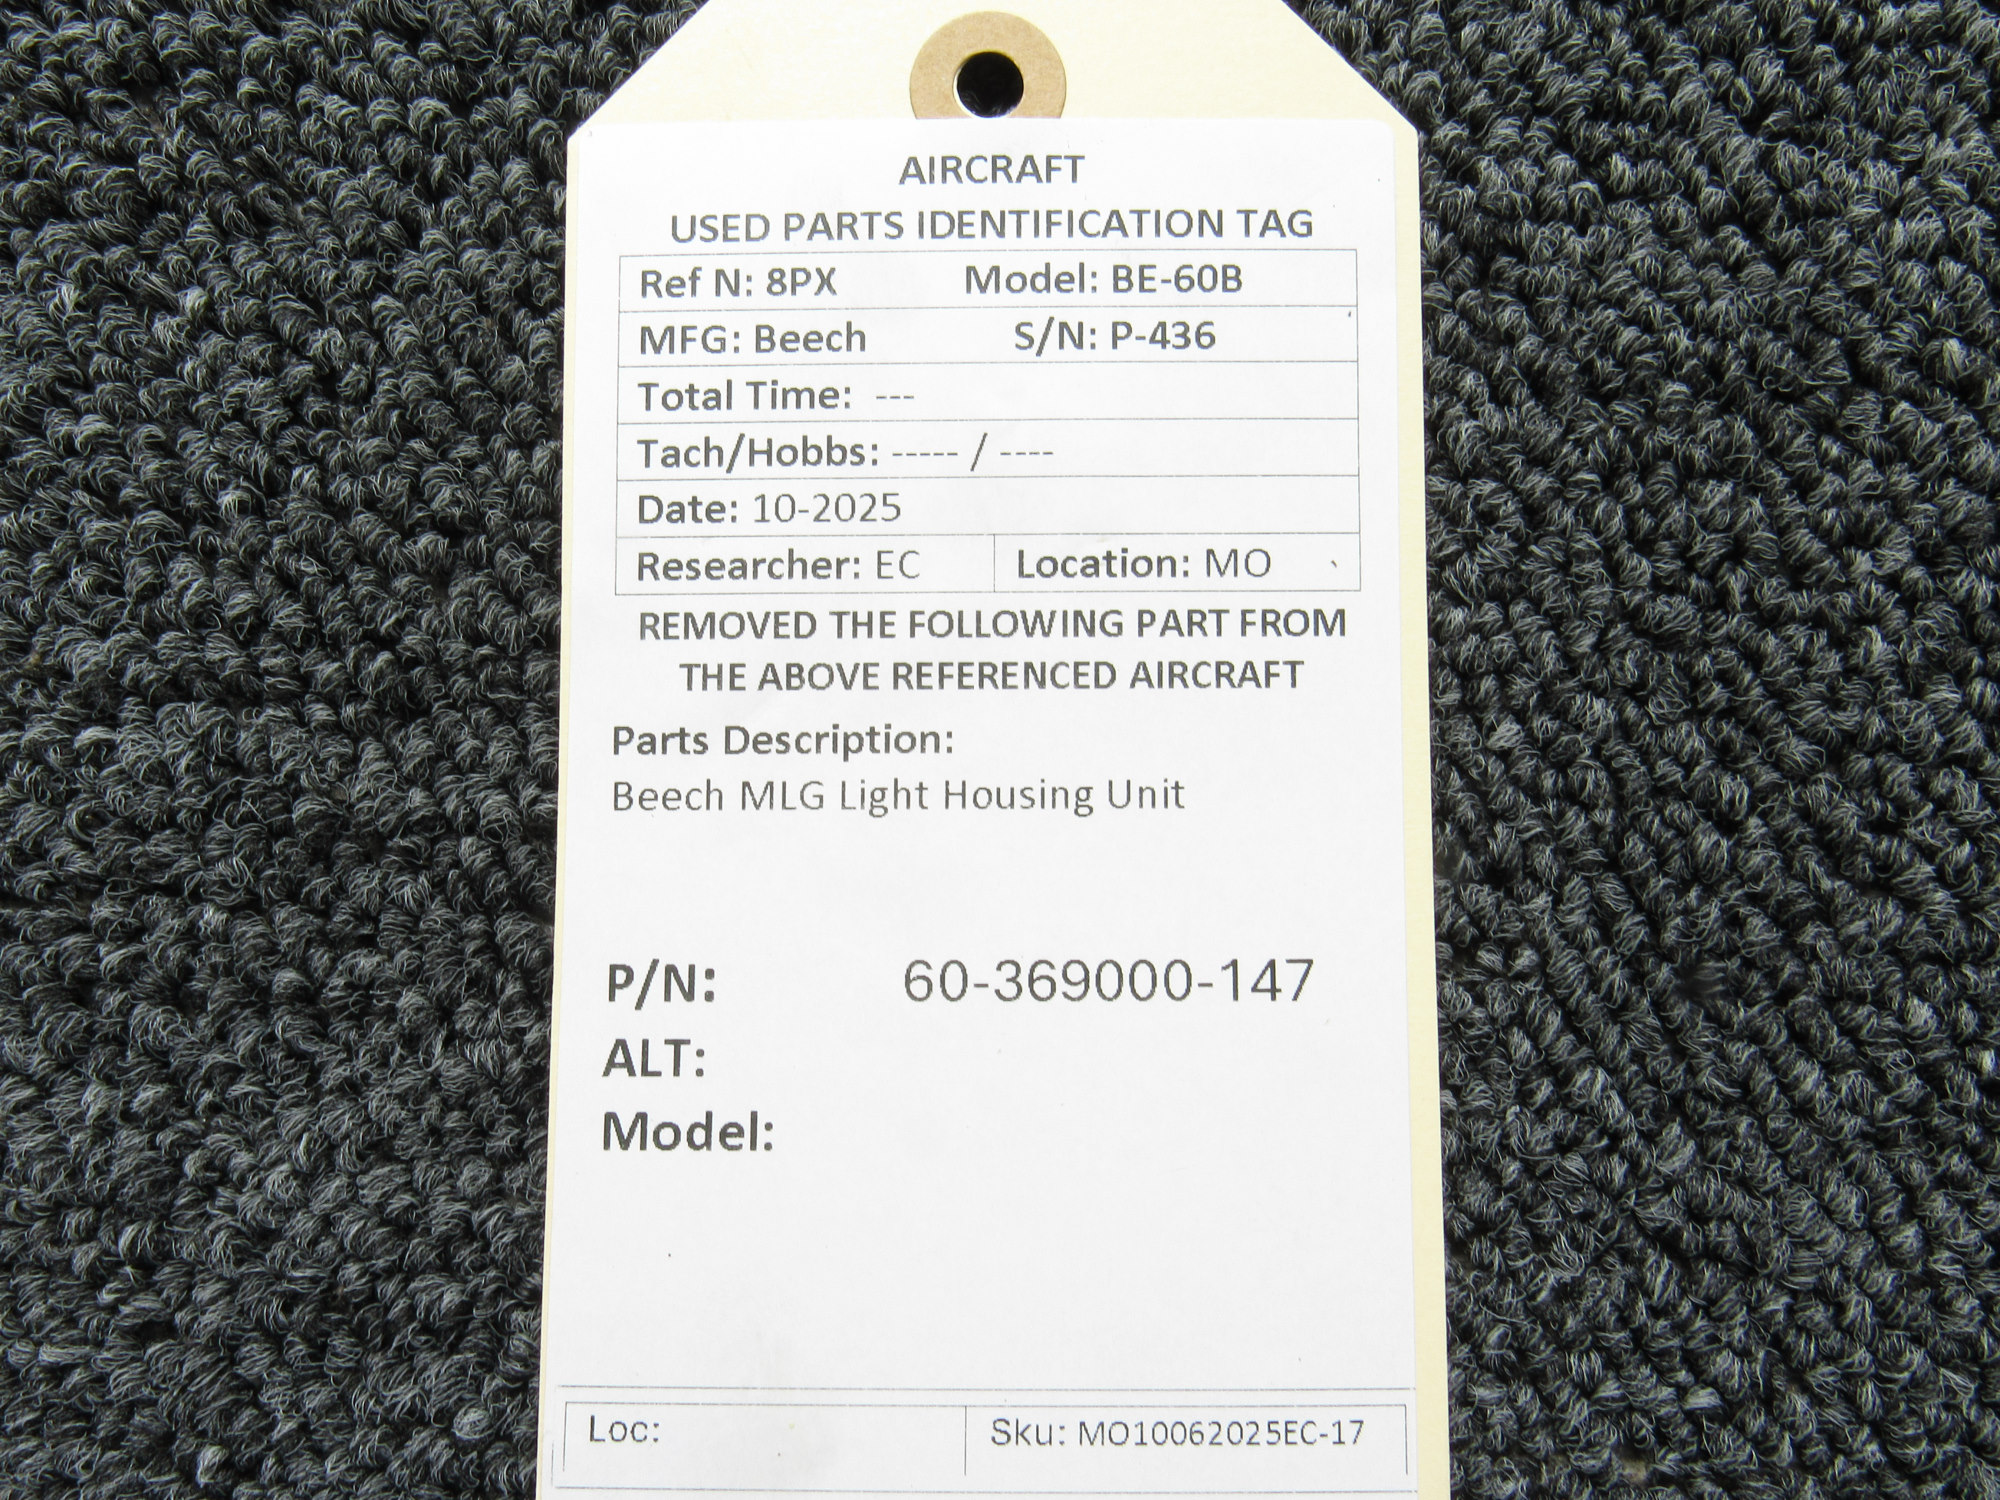 AIRCRAFT
USED PARTS IDENTIFICATION TAG
Ref N: 8PX Model: BE-60B
MFG: Beech S/N: P-436
Total Time: ---
Tach/Hobbs: ----- / ----
Date: 10-2025
Researcher: EC Location: MO
REMOVED THE FOLLOWING PART FROM
THE ABOVE REFERENCED AIRCRAFT
Parts Description:
Beech MLG Light Housing Unit
P/N: 60-369000-147
ALT:
Model:
Loc: Sku: MO10062025EC-17